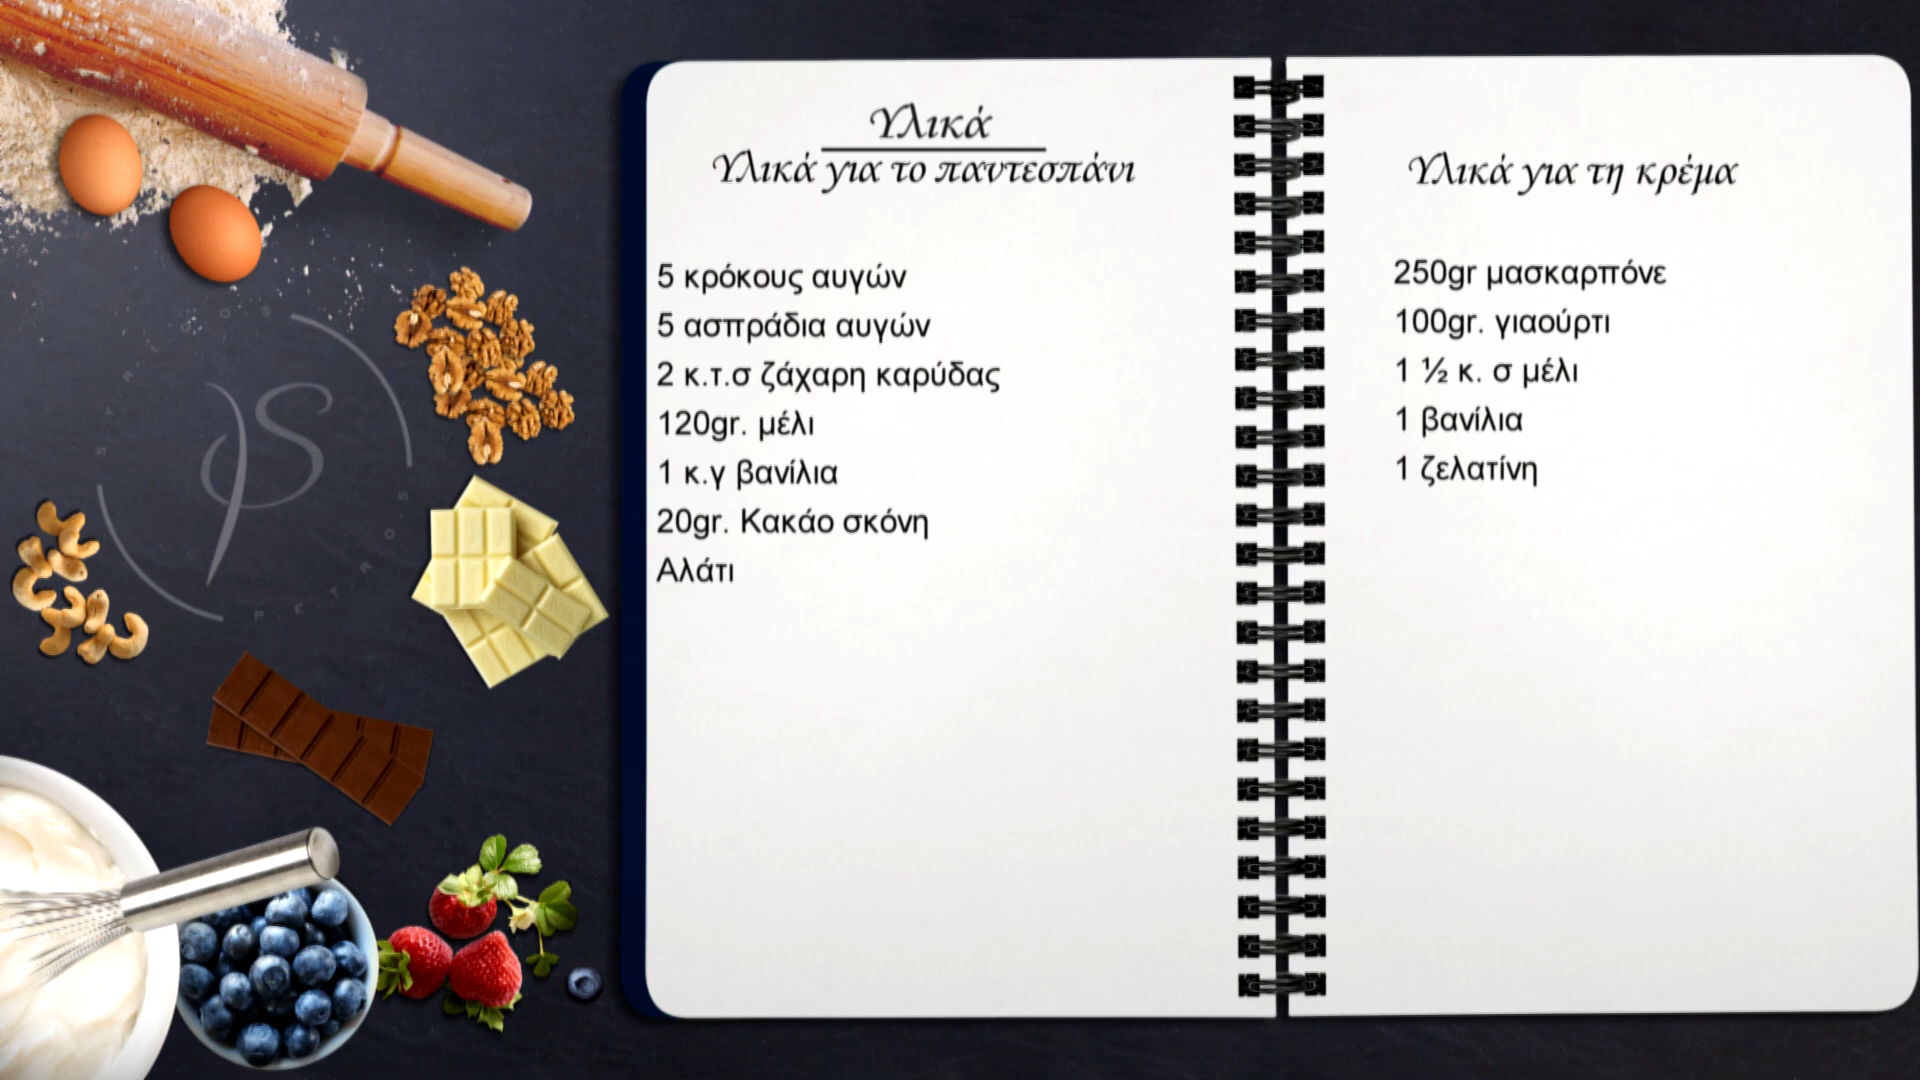 Υλικά
Υλικά για το παντεσπάνι
5 κρόκους αυγών
5 ασπράδια αυγών
2 κ.τ.σ ζάχαρη καρύδας
120gr. μέλι
1 κ.γ βανίλια
20gr. Κακάο σκόνη
Αλάτι
Υλικά για τη κρέμα
250gr μασκαρπόνε
100gr. γιαούρτι
1 ½ κ. σ μέλι
1 βανίλια
1 ζελατίνη